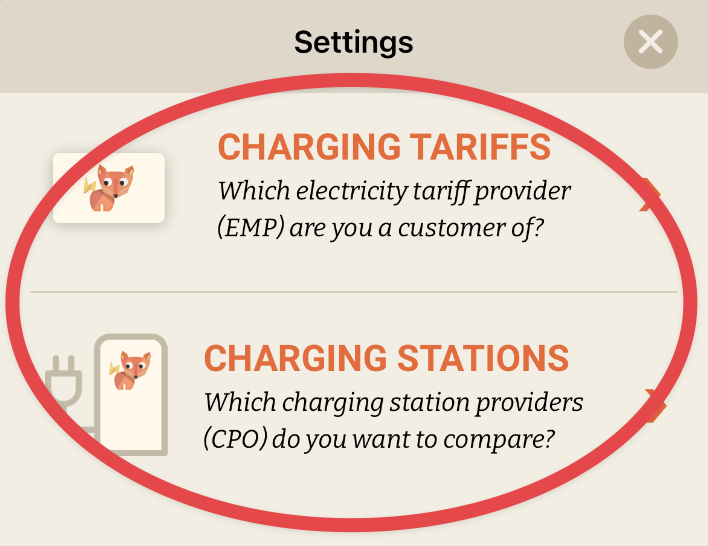 Settings
CHARGING TARIFFS
Which electricity tariff provider
(EMP) are you a customer of?
CHARGING STATIONS
Which charging station providers
(CPO) do you want to compare?